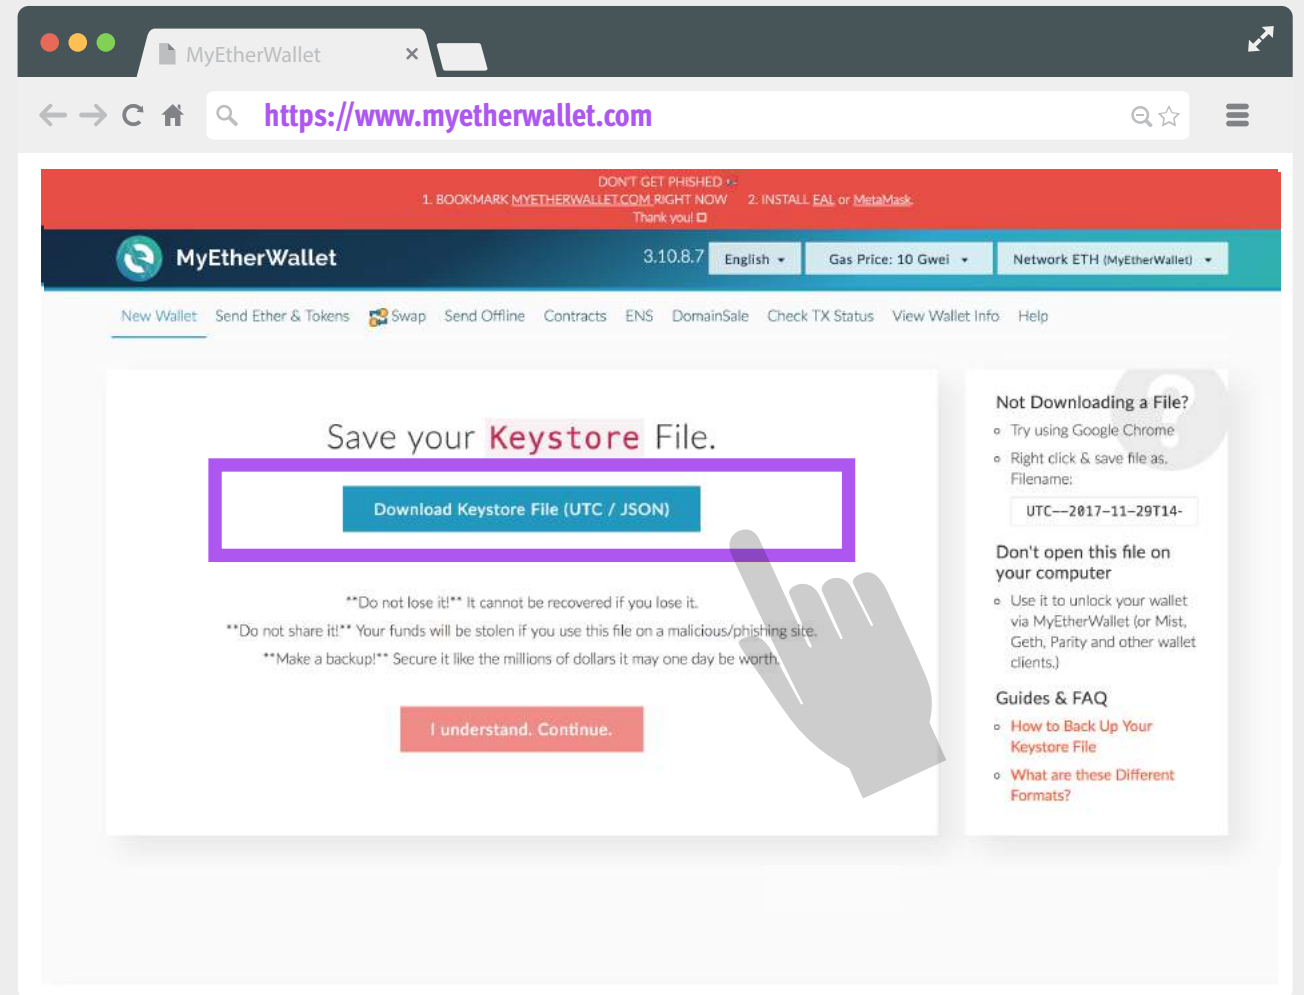 MyEtherWallet
https://www.myetherwallet.com
DON'T GET PHISHED
1. BOOKMARK MYETHERWALLET.COM RIGHT NOW 2. INSTALL EAL or MetaMask.
Thank you!
MyEtherWallet
3.10.8.7
English
Gas Price: 10 Gwei
Network ETH (MyEtherWallet)
New Wallet Send Ether & Tokens Swap Send Offline Contracts ENS DomainSale Check TX Status View Wallet Info Help
Save your Keystore File.
Download Keystore File (UTC / JSON)
**Do not lose it!** It cannot be recovered if you lose it.
**Do not share it!** Your funds will be stolen if you use this file on a malicious/phishing site.
**Make a backup!** Secure it like the millions of dollars it may one day be worth.
I understand. Continue.
Not Downloading a File?
Try using Google Chrome
Right click & save file as.
Filename:
UTC--2017-11-29T14-
Don't open this file on
your computer
Use it to unlock your wallet
via MyEtherWallet (or Mist,
Geth, Parity and other wallet
clients.)
Guides & FAQ
How to Back Up Your
Keystore File
What are these Different
Formats?